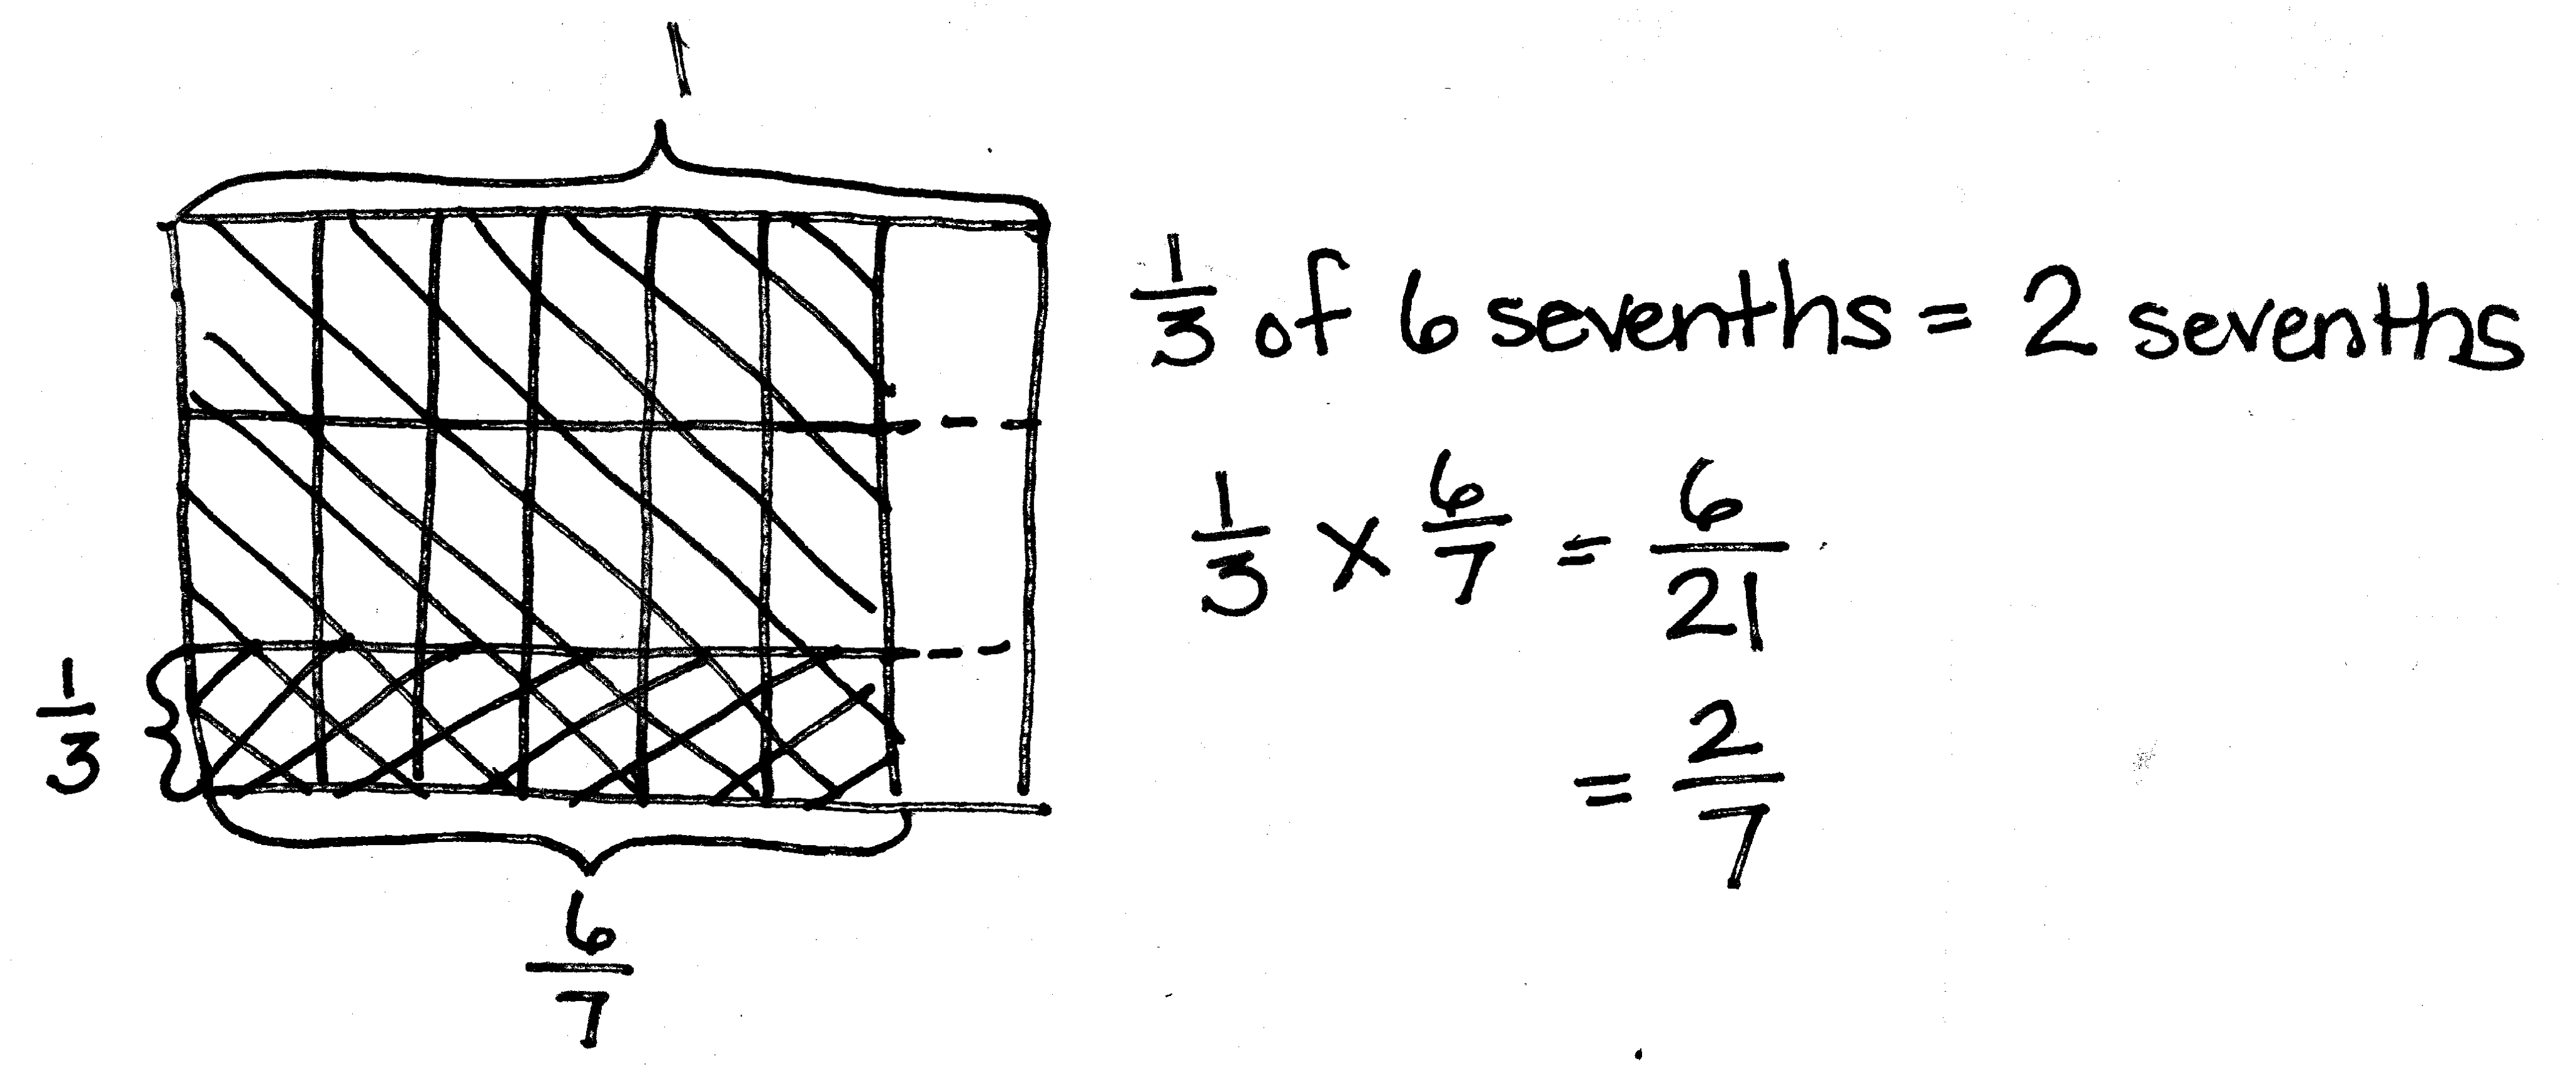 1
1/3 of 6 sevenths = 2 sevenths
1/3 × 6/7 = 6/21
= 2/7
1/3
6/7